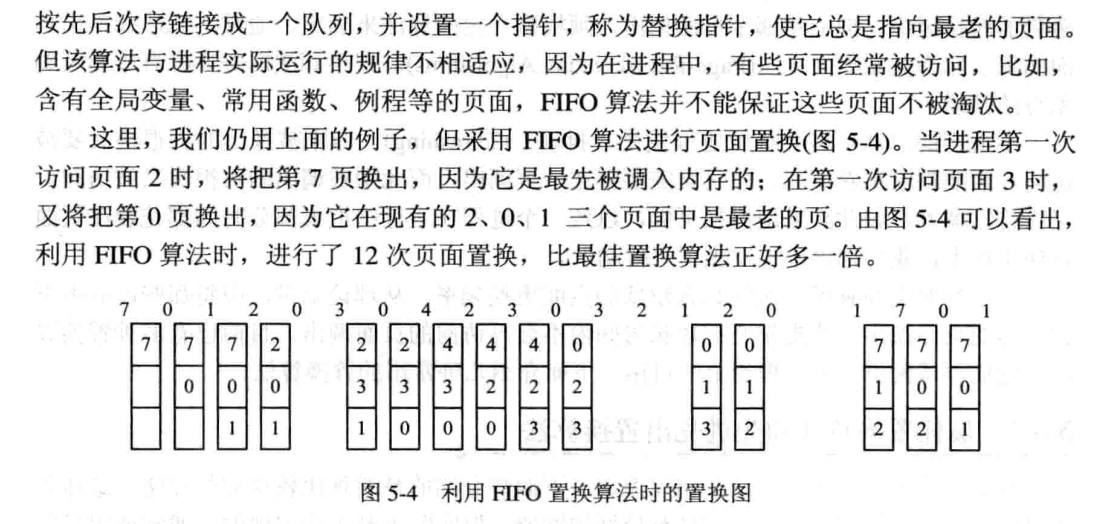 按先后次序链接成一个队列，并设置一个指针，称为替换指针，使它总是指向最老的页面。
但该算法与进程实际运行的规律不相适应，因为在进程中，有些页面经常被访问，比如，
含有全局变量、常用函数、例程等的页面，FIFO 算法并不能保证这些页面不被淘汰。
这里，我们仍用上面的例子，但采用 FIFO 算法进行页面置换(图 5-4)。当进程第一次
访问页面 2 时，将把第 7 页换出，因为它是最先被调入内存的；在第一次访问页面 3 时，
又将把第 0 页换出，因为它在现有的 2、0、1 三个页面中是最老的页。由图 5-4 可以看出，
利用 FIFO 算法时，进行了 12 次页面置换，比最佳置换算法正好多一倍。
7 0 1 2 0 3 0 4 2 3 0 3 2 1 2 0 1 7 0 1
7 7 7 2 2 2 4 4 4 0 0 0 7 7 7
0 0 0 3 3 3 2 2 2 1 1 1 0 0
1 1 1 0 0 0 3 3 3 2 2 2 1
图 5-4 利用 FIFO 置换算法时的置换图